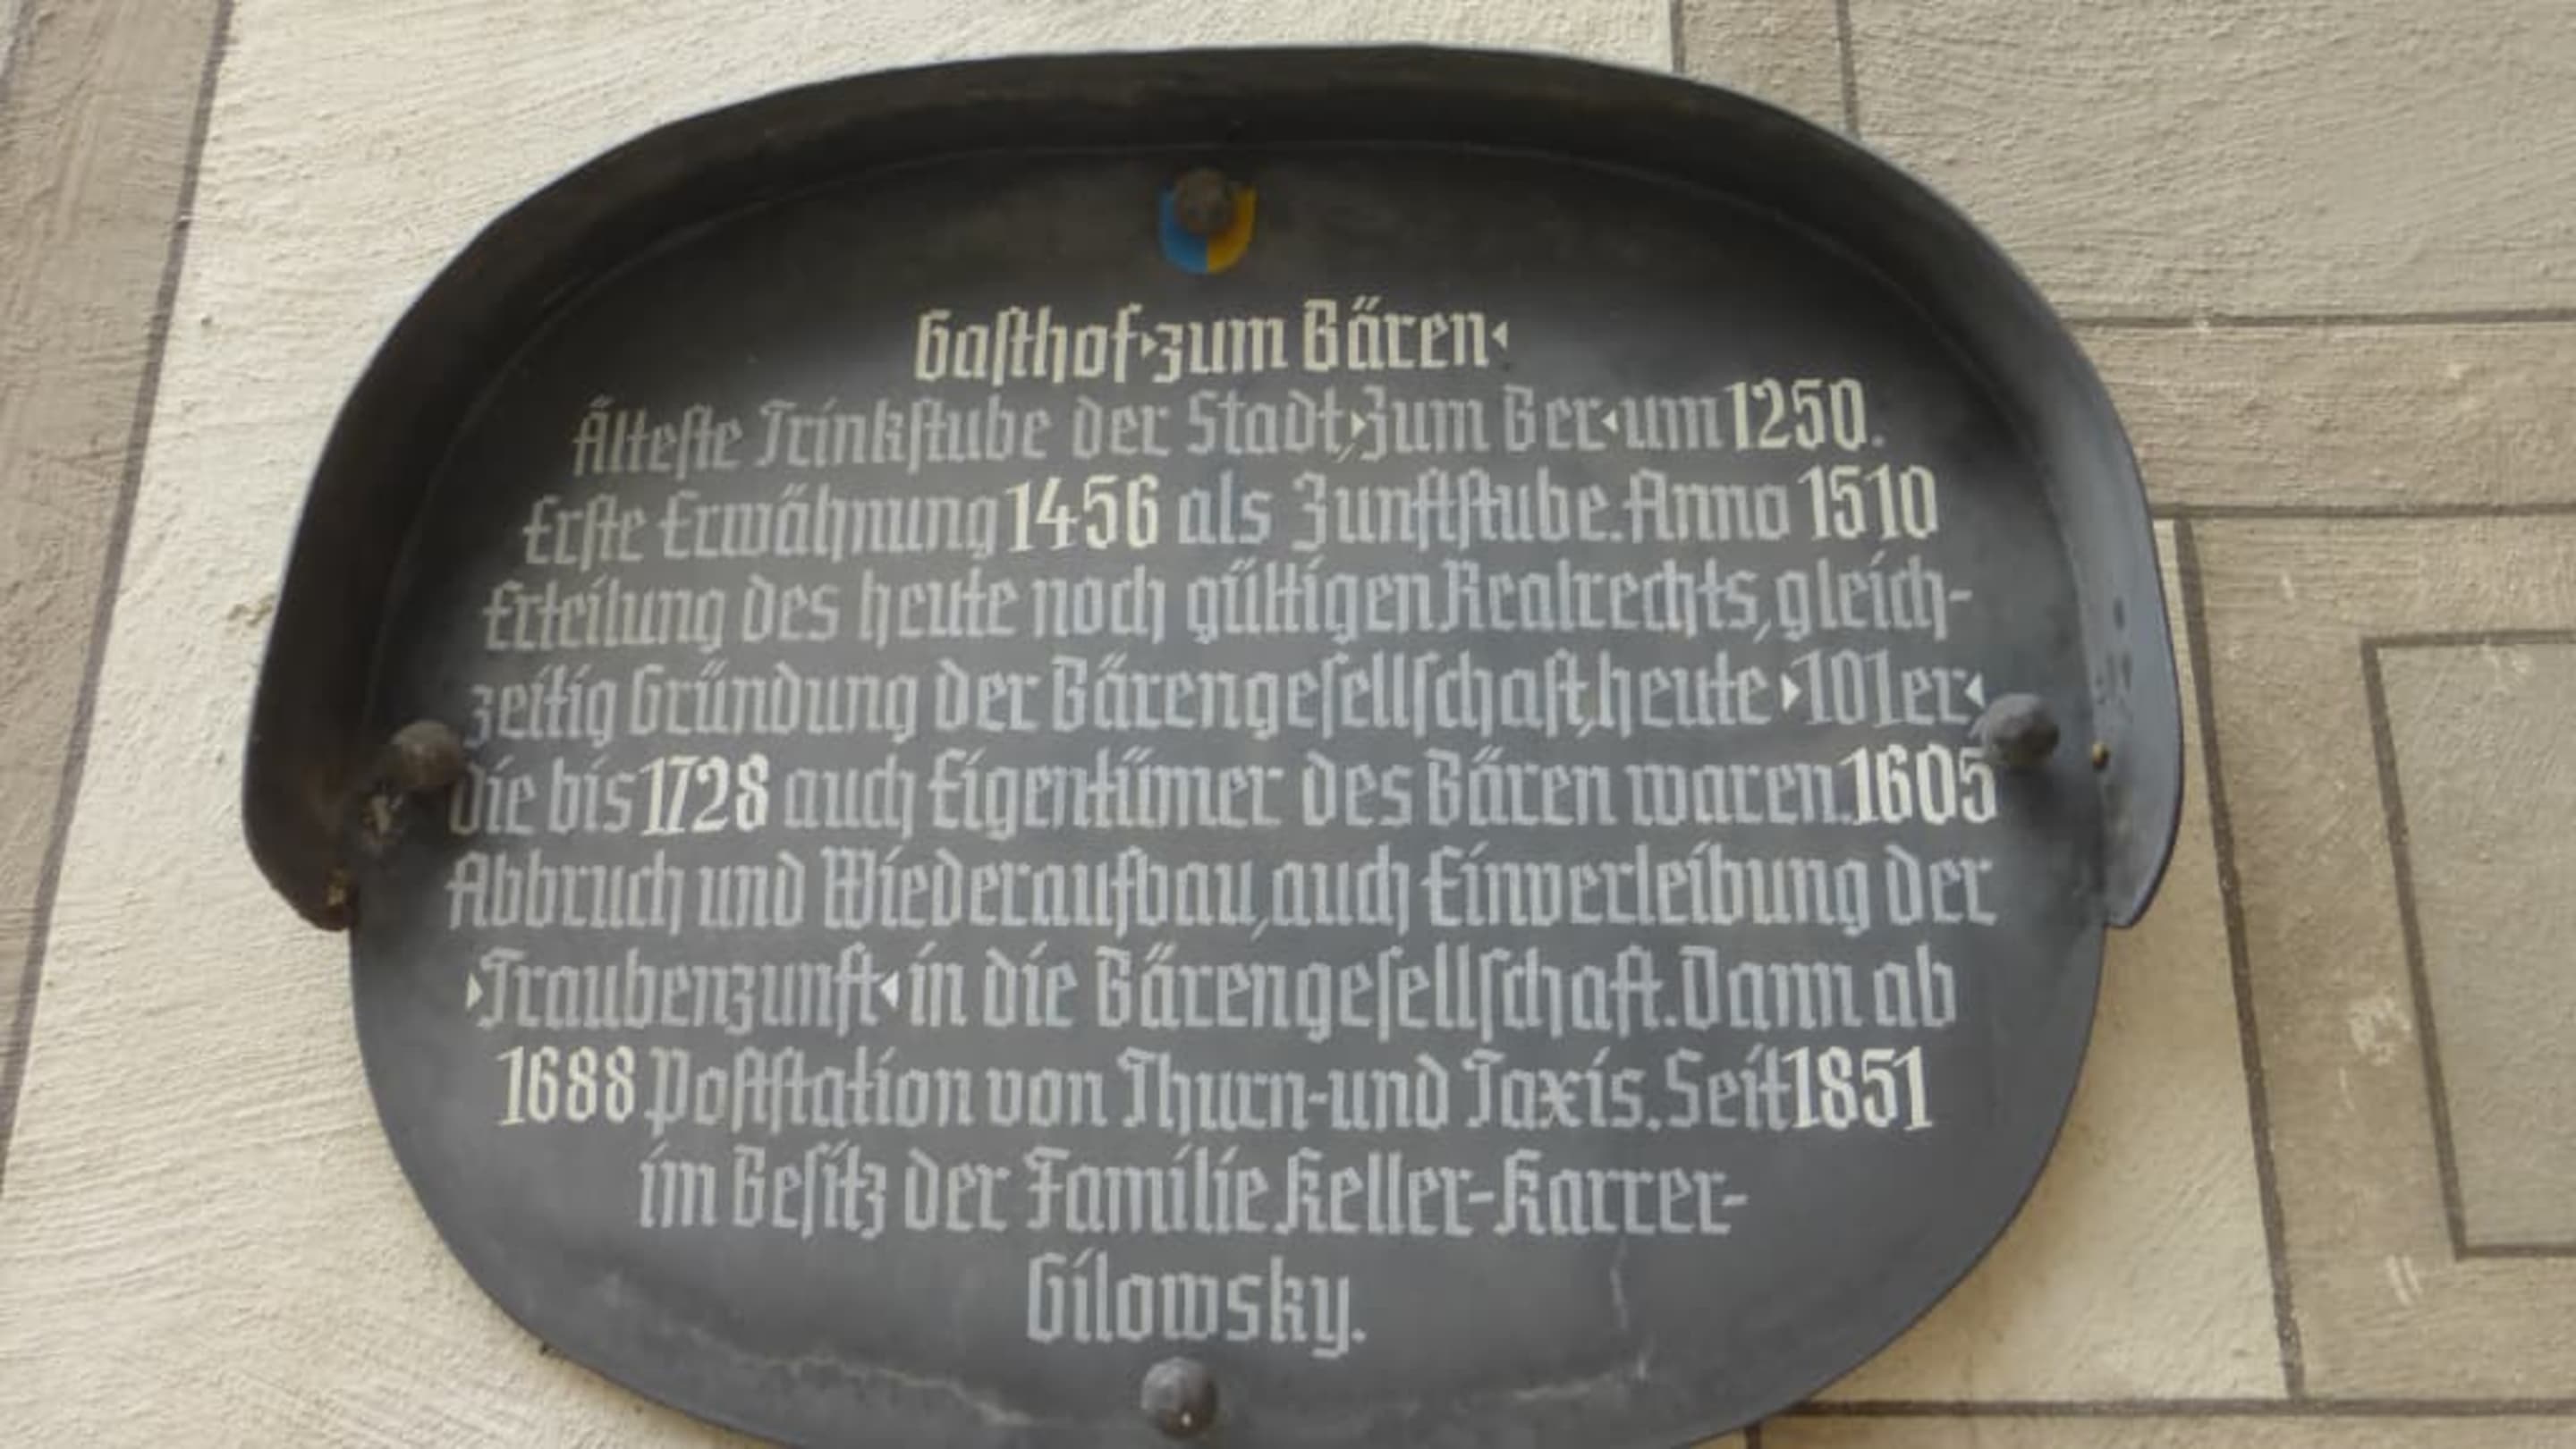 Gasthof ›zum Bären‹
Älteste Trinkstube der Stadt, ›Zum Ber‹ um 1250.
Erste Erwähnung 1456 als Zunftstube. Anno 1510
Erteilung des heute noch gültigen Realrechts, gleich-
zeitig Gründung der Bärengesellschaft, heute ›101er‹
die bis 1728 auch Eigentümer des Bären waren. 1605
Abbruch und Wiederaufbau, auch Einverleibung der
›Traubenzunft‹ in die Bärengesellschaft. Dann ab
1688 Poststation von Thurn-und Taxis. Seit 1851
im Besitz der Familie Keller-Karrer-
Gilowsky.